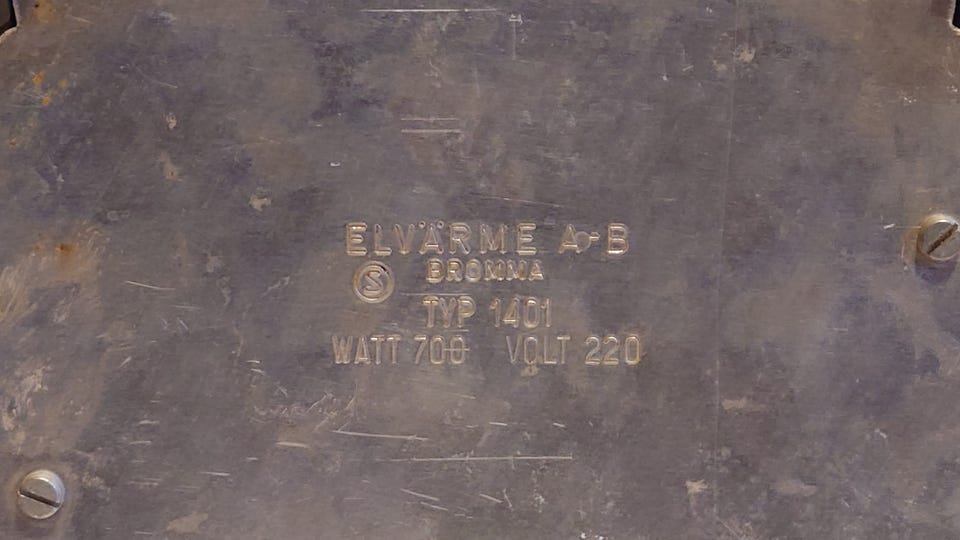 ELVÄRME A-B
S BROMMA
TYP 1401
WATT 700 VOLT 220